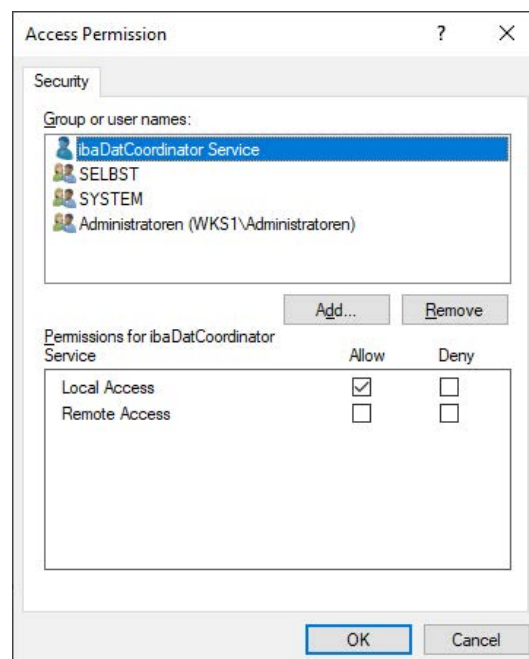 Access Permission
?
Security
Group or user names:
ibaDatCoordinator Service
SELBST
SYSTEM
Administratoren (WKS1\Administratoren)
Add...
Remove
Permissions for ibaDatCoordinator
Service
Allow
Deny
Local Access
Remote Access
OK
Cancel